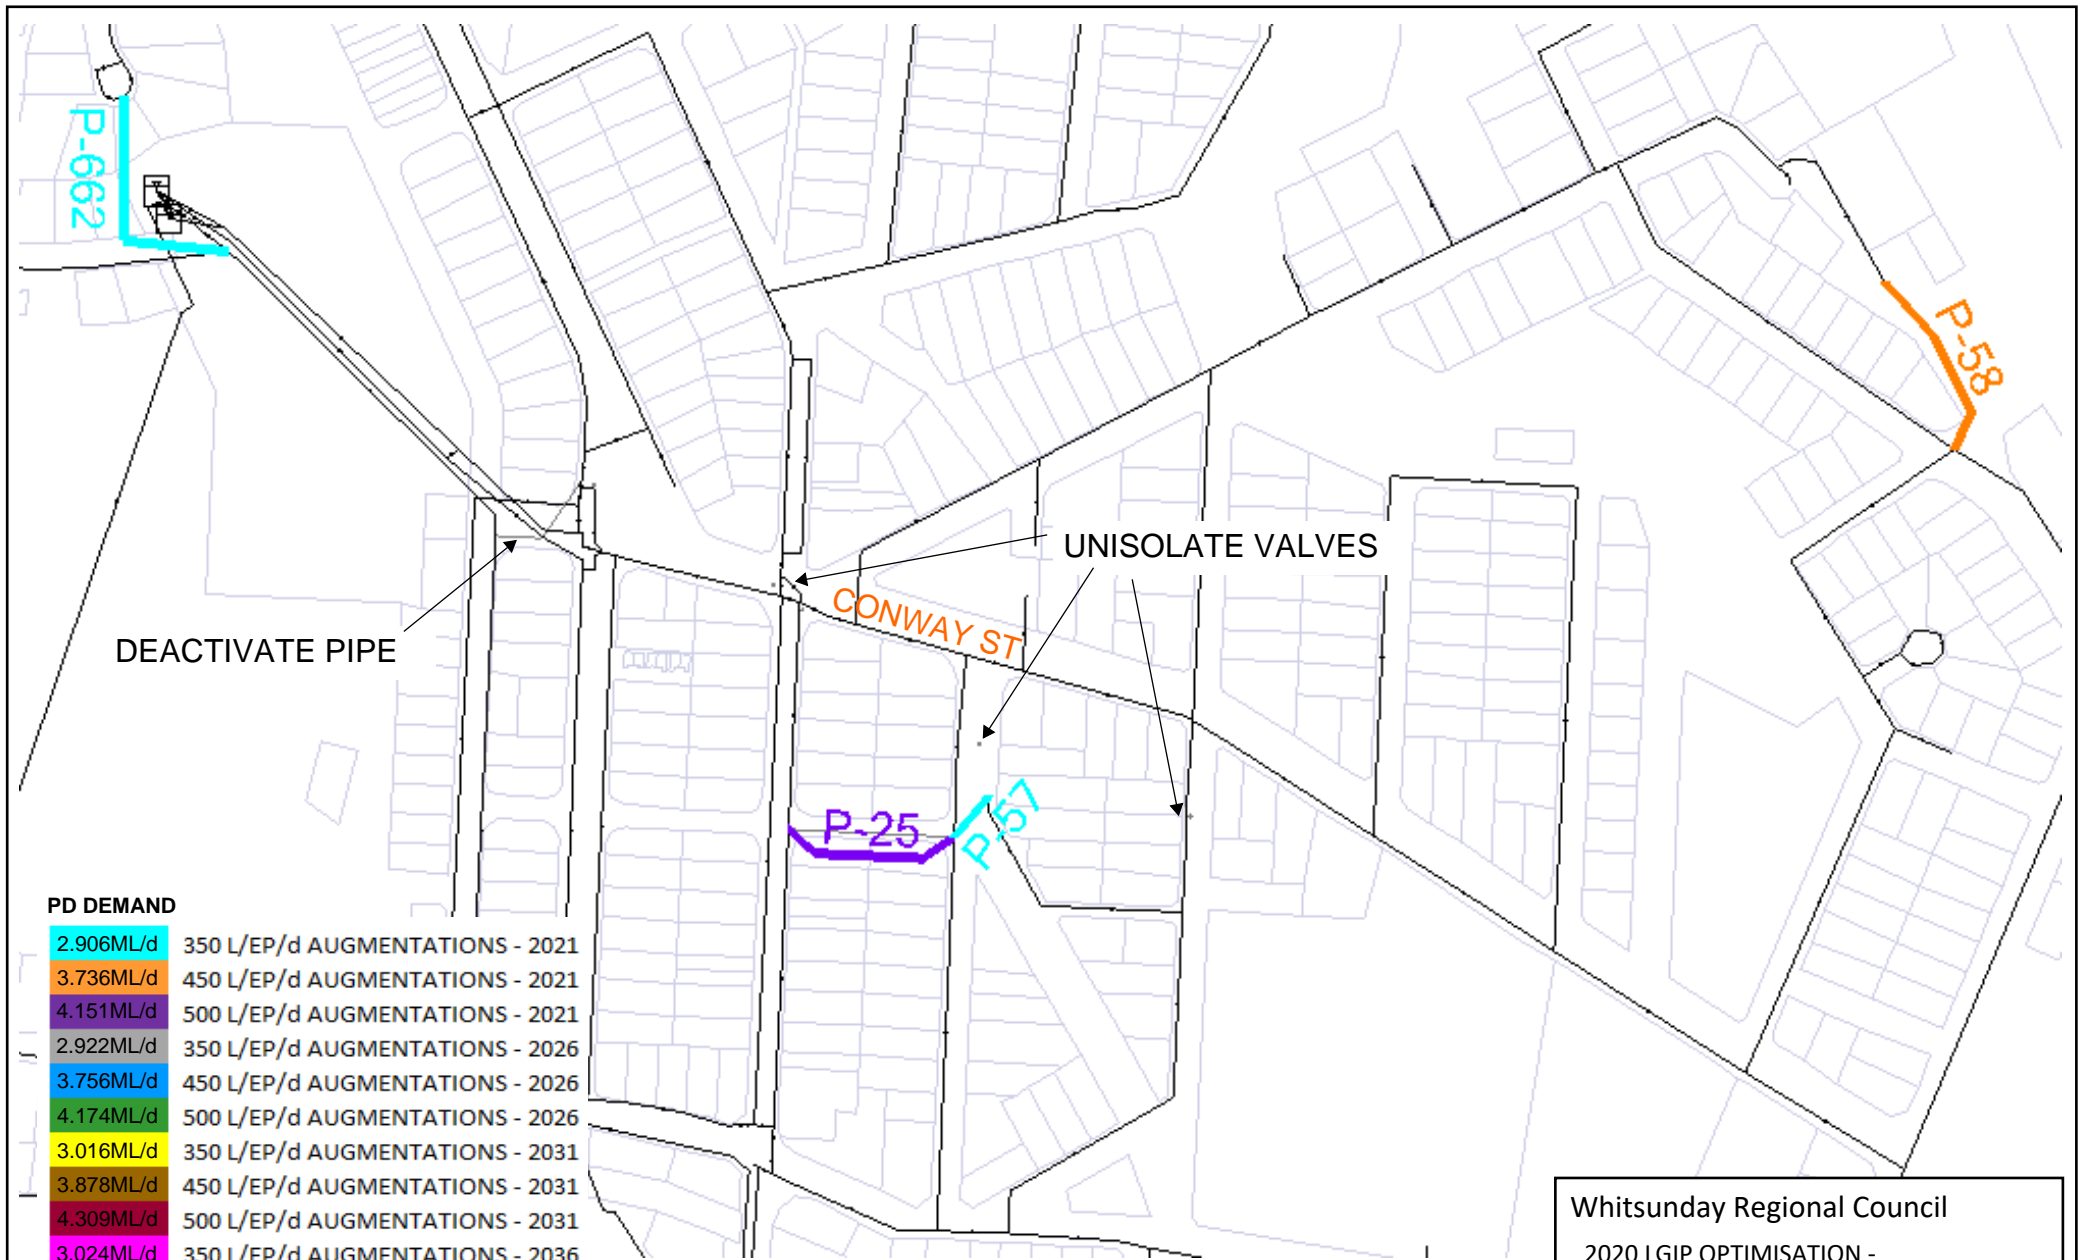 P-662
P-58
UNISOLATE VALVES
CONWAY ST
DEACTIVATE PIPE
P-25
P-57
PD DEMAND
2.906ML/d 350 L/EP/d AUGMENTATIONS - 2021
3.736ML/d 450 L/EP/d AUGMENTATIONS - 2021
4.151ML/d 500 L/EP/d AUGMENTATIONS - 2021
2.922ML/d 350 L/EP/d AUGMENTATIONS - 2026
3.756ML/d 450 L/EP/d AUGMENTATIONS - 2026
4.174ML/d 500 L/EP/d AUGMENTATIONS - 2026
3.016ML/d 350 L/EP/d AUGMENTATIONS - 2031
3.878ML/d 450 L/EP/d AUGMENTATIONS - 2031
4.309ML/d 500 L/EP/d AUGMENTATIONS - 2031
3.024ML/d 350 L/EP/d AUGMENTATIONS - 2036
Whitsunday Regional Council
2020 LGIP OPTIMISATION -